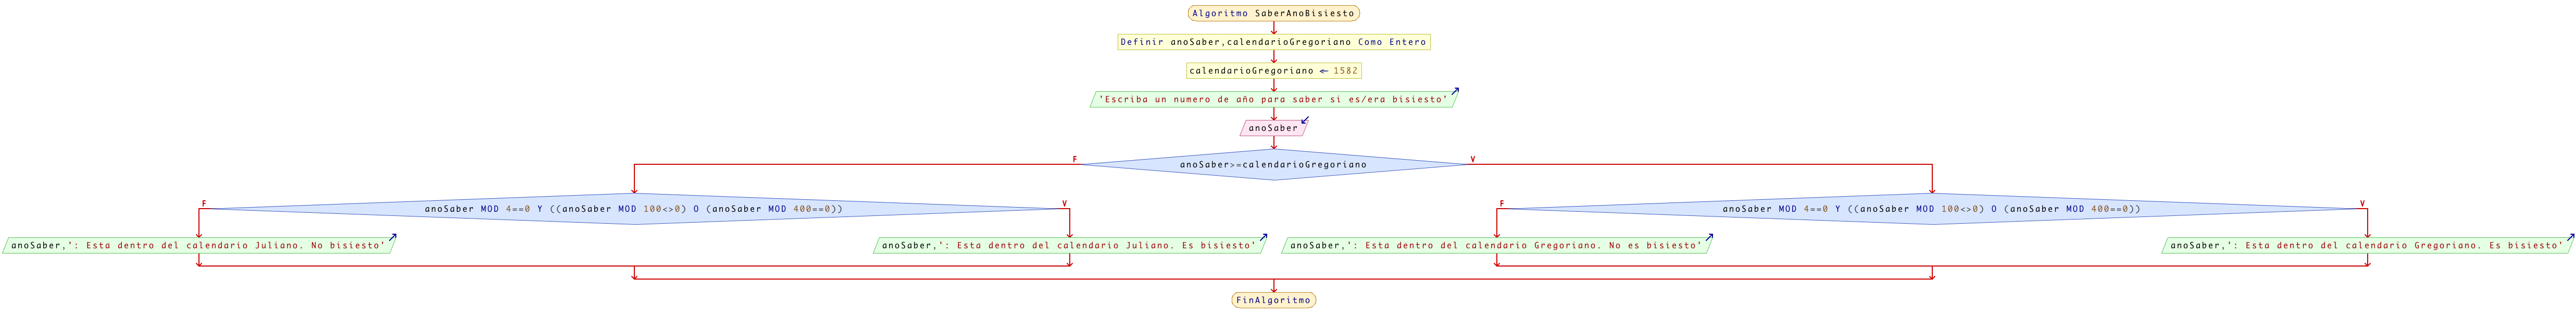 Algoritmo SaberAnoBisiesto
Definir anoSaber,calendarioGregoriano Como Entero
calendarioGregoriano ← 1582
'Escriba un numero de año para saber si es/era bisiesto'
anoSaber
F
anoSaber>=calendarioGregoriano
V
F
anoSaber MOD 4==0 Y ((anoSaber MOD 100<>0) O (anoSaber MOD 400==0))
V
F
anoSaber MOD 4==0 Y ((anoSaber MOD 100<>0) O (anoSaber MOD 400==0))
V
anoSaber,': Esta dentro del calendario Juliano. No bisiesto'
anoSaber,': Esta dentro del calendario Juliano. Es bisiesto'
anoSaber,': Esta dentro del calendario Gregoriano. No es bisiesto'
anoSaber,': Esta dentro del calendario Gregoriano. Es bisiesto'
FinAlgoritmo